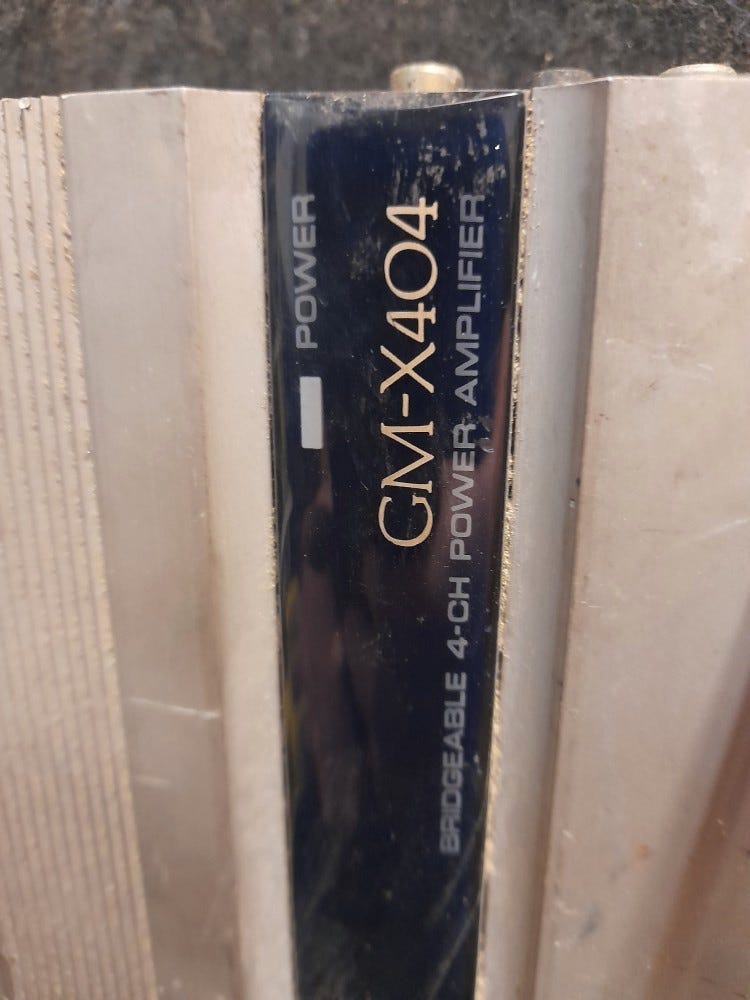 POWER
GM-X404
BRIDGEABLE 4-CH POWER AMPLIFIER